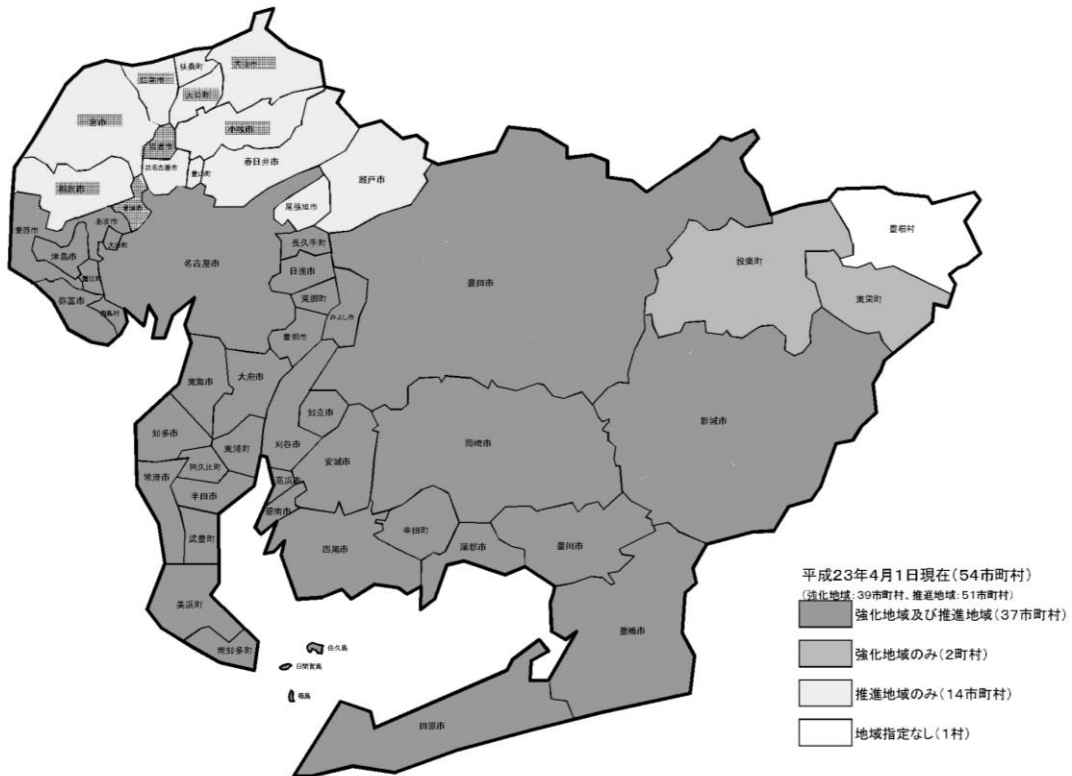 扶桑町
犬山市
江南市
大口町
一宮市
小牧市
岩倉市
北名古屋市
豊山町
春日井市
瀬戸市
稲沢市
清須市
尾張旭市
愛西市
あま市
大治町
津島市
蟹江町
名古屋市
長久手町
日進市
弥富市
飛島村
東郷町
みよし市
豊明市
豊田市
設楽町
豊根村
東栄町
東海市
大府市
知立市
知多市
東浦町
刈谷市
岡崎市
新城市
阿久比町
安城市
常滑市
半田市
高浜市
碧南市
武豊町
西尾市
幸田町
蒲郡市
豊川市
美浜町
南知多町
豊橋市
佐久島
日間賀島
篠島
田原市
平成23年4月1日現在(54市町村)
(強化地域:39市町村、推進地域:51市町村)
強化地域及び推進地域(37市町村)
強化地域のみ(2町村)
推進地域のみ(14市町村)
地域指定なし(1村)